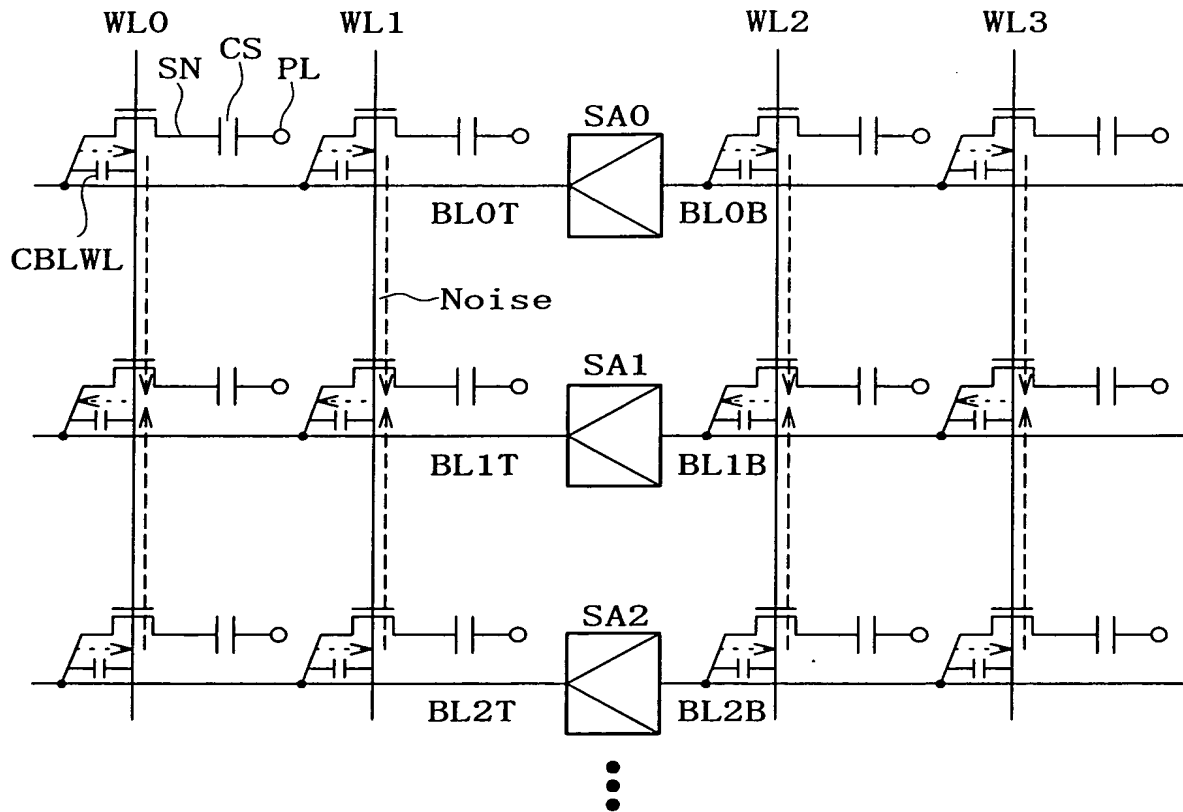 WL0 WL1 WL2 WL3
SN CS PL
SA0
BL0T BL0B
CBLWL
Noise
SA1
BL1T BL1B
SA2
BL2T BL2B